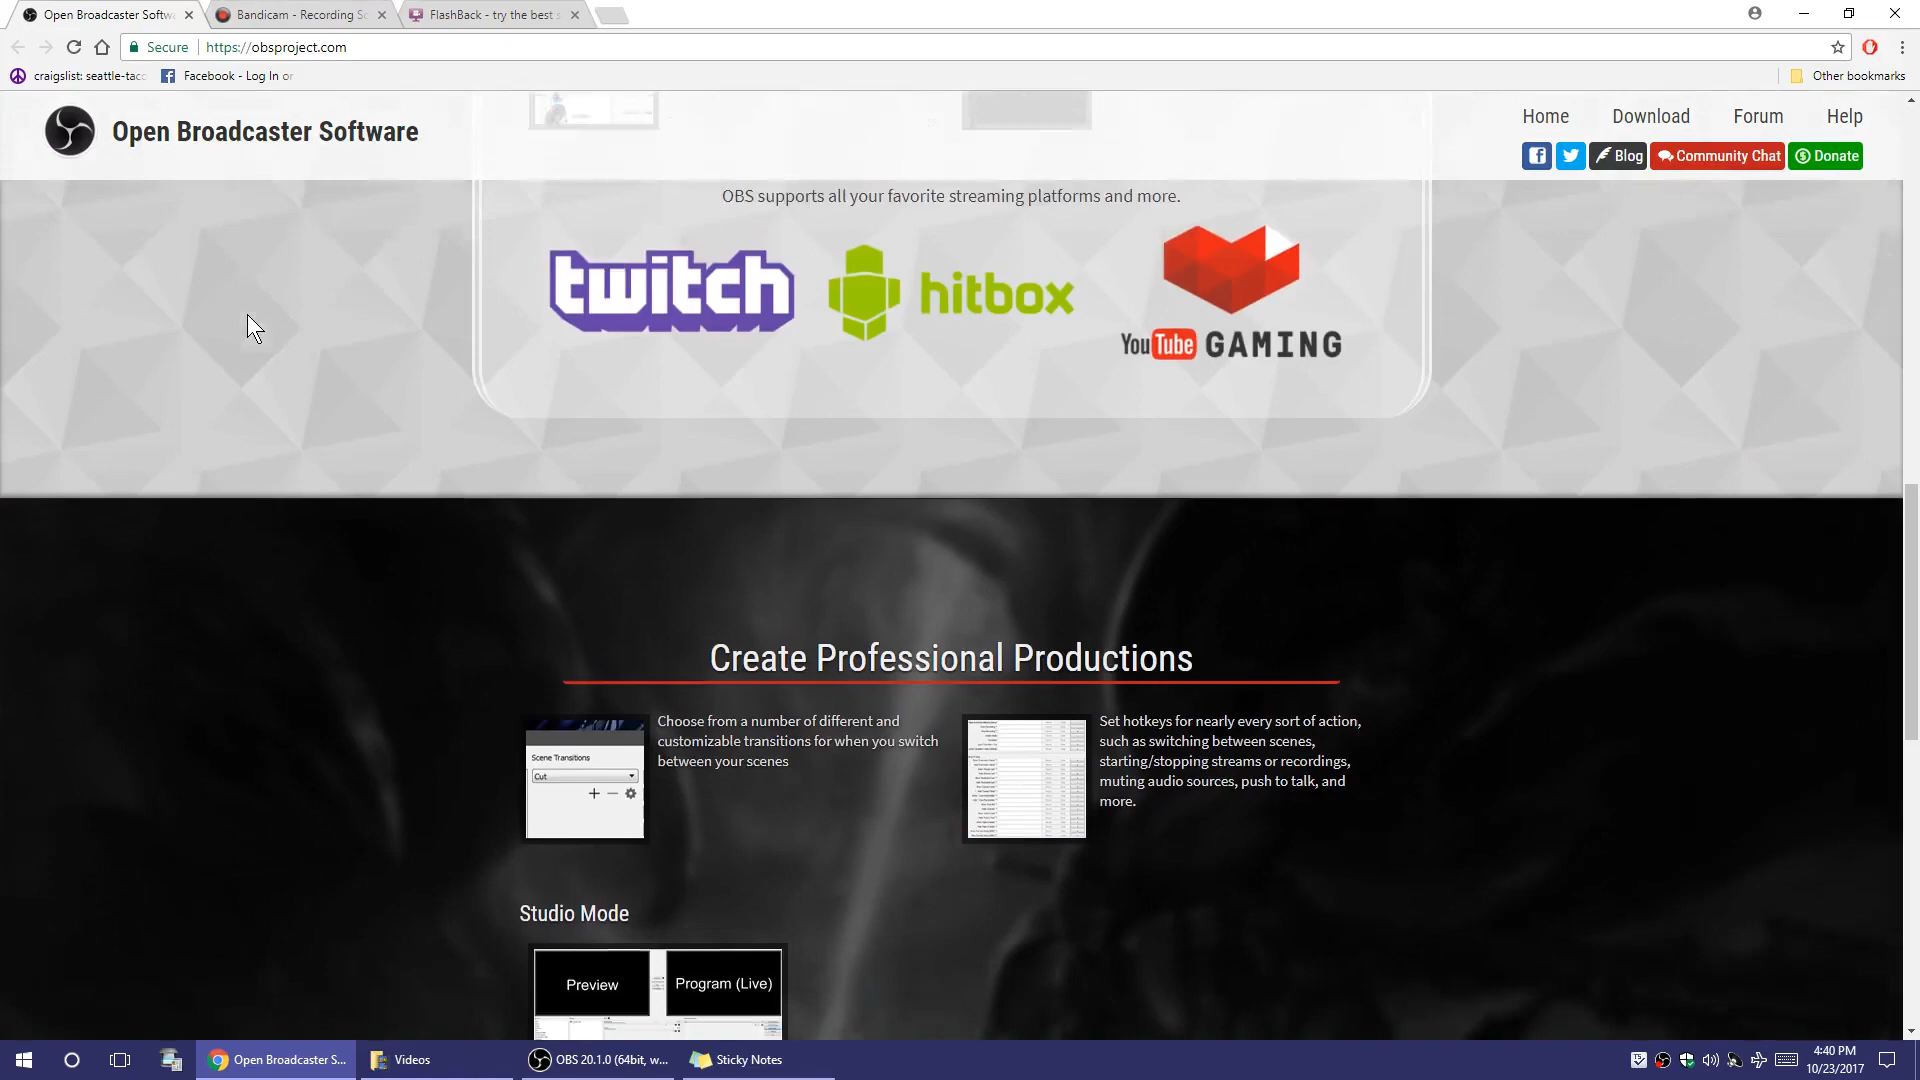 Open Broadcaster Softwa
Bandicam - Recording So
FlashBack - try the best s
Secure
https://obsproject.com
craigslist: seattle-taco
Facebook - Log In or
Other bookmarks
Open Broadcaster Software
Home
Download
Forum
Help
Blog
Community Chat
Donate
OBS supports all your favorite streaming platforms and more.
twitch
hitbox
YouTube GAMING
Create Professional Productions
Choose from a number of different and
customizable transitions for when you switch
between your scenes
Scene Transitions
Cut
Set hotkeys for nearly every sort of action,
such as switching between scenes,
starting/stopping streams or recordings,
muting audio sources, push to talk, and
more.
Studio Mode
Preview
Program (Live)
Open Broadcaster S...
Videos
OBS 20.1.0 (64bit, w...
Sticky Notes
4:40 PM
10/23/2017